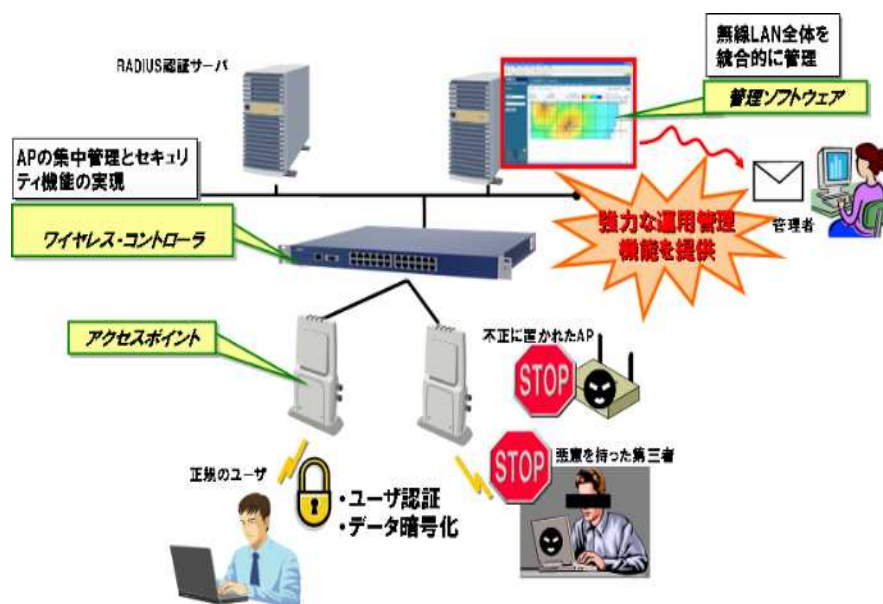 無線LAN全体を
統合的に管理
RADIUS認証サーバ
管理ソフトウェア
APの集中管理とセキュリ
ティ機能の実現
強力な運用管理
機能を提供
管理者
ワイヤレス・コントローラ
アクセスポイント
不正に置かれたAP
STOP
STOP
悪意を持った第三者
正規のユーザ
・ユーザ認証
・データ暗号化